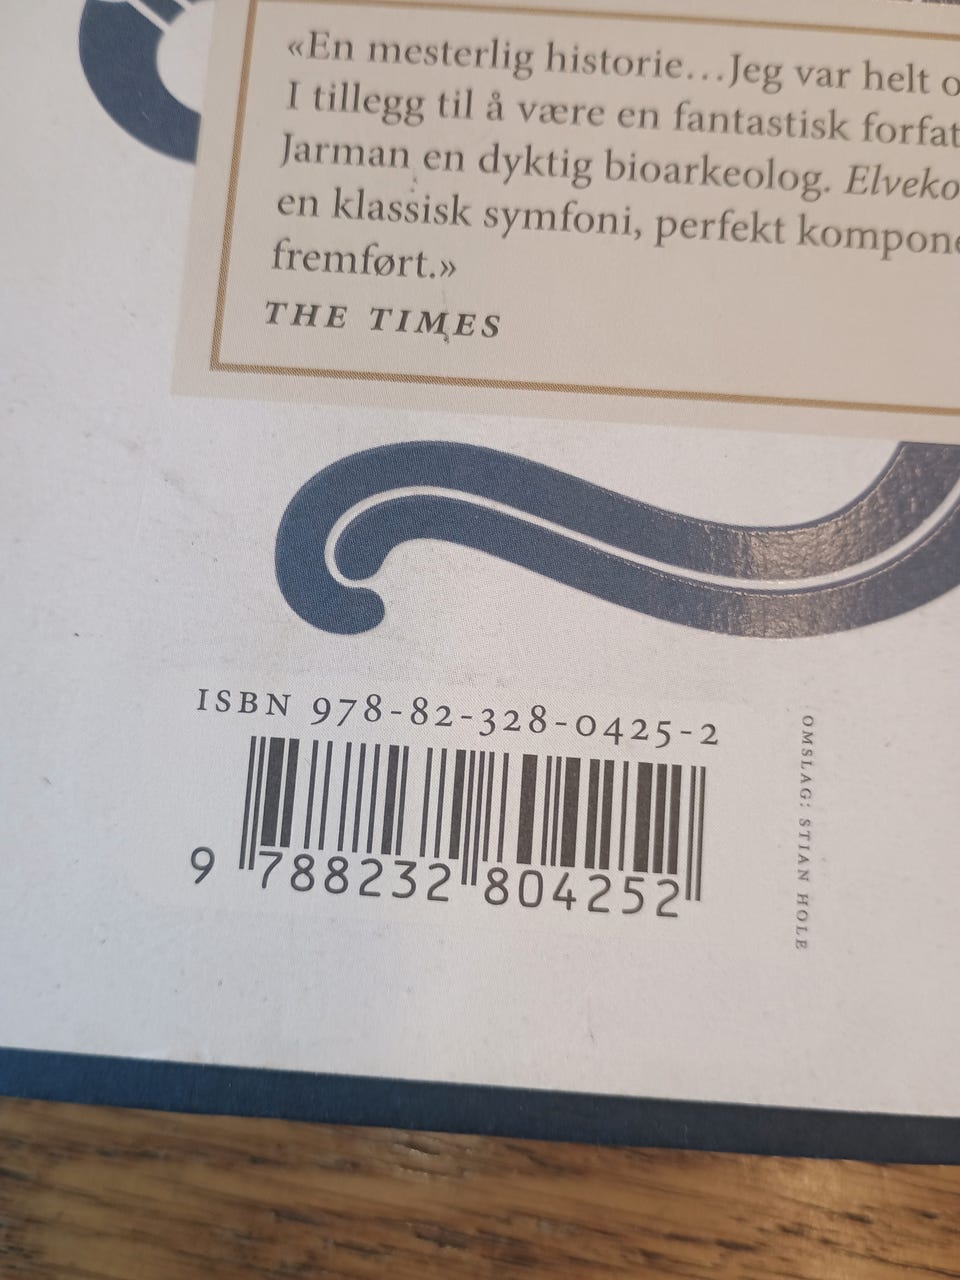 «En mesterlig historie...Jeg var helt
I tillegg til å være en fantastisk
Jarman en dyktig bioarkeolog.
en klassisk symfoni, perfekt
fremført.»
THE TIMES
ISBN 978-82-328-0425-2
9 788232 804252
OMSLAG: STIAN HOLE